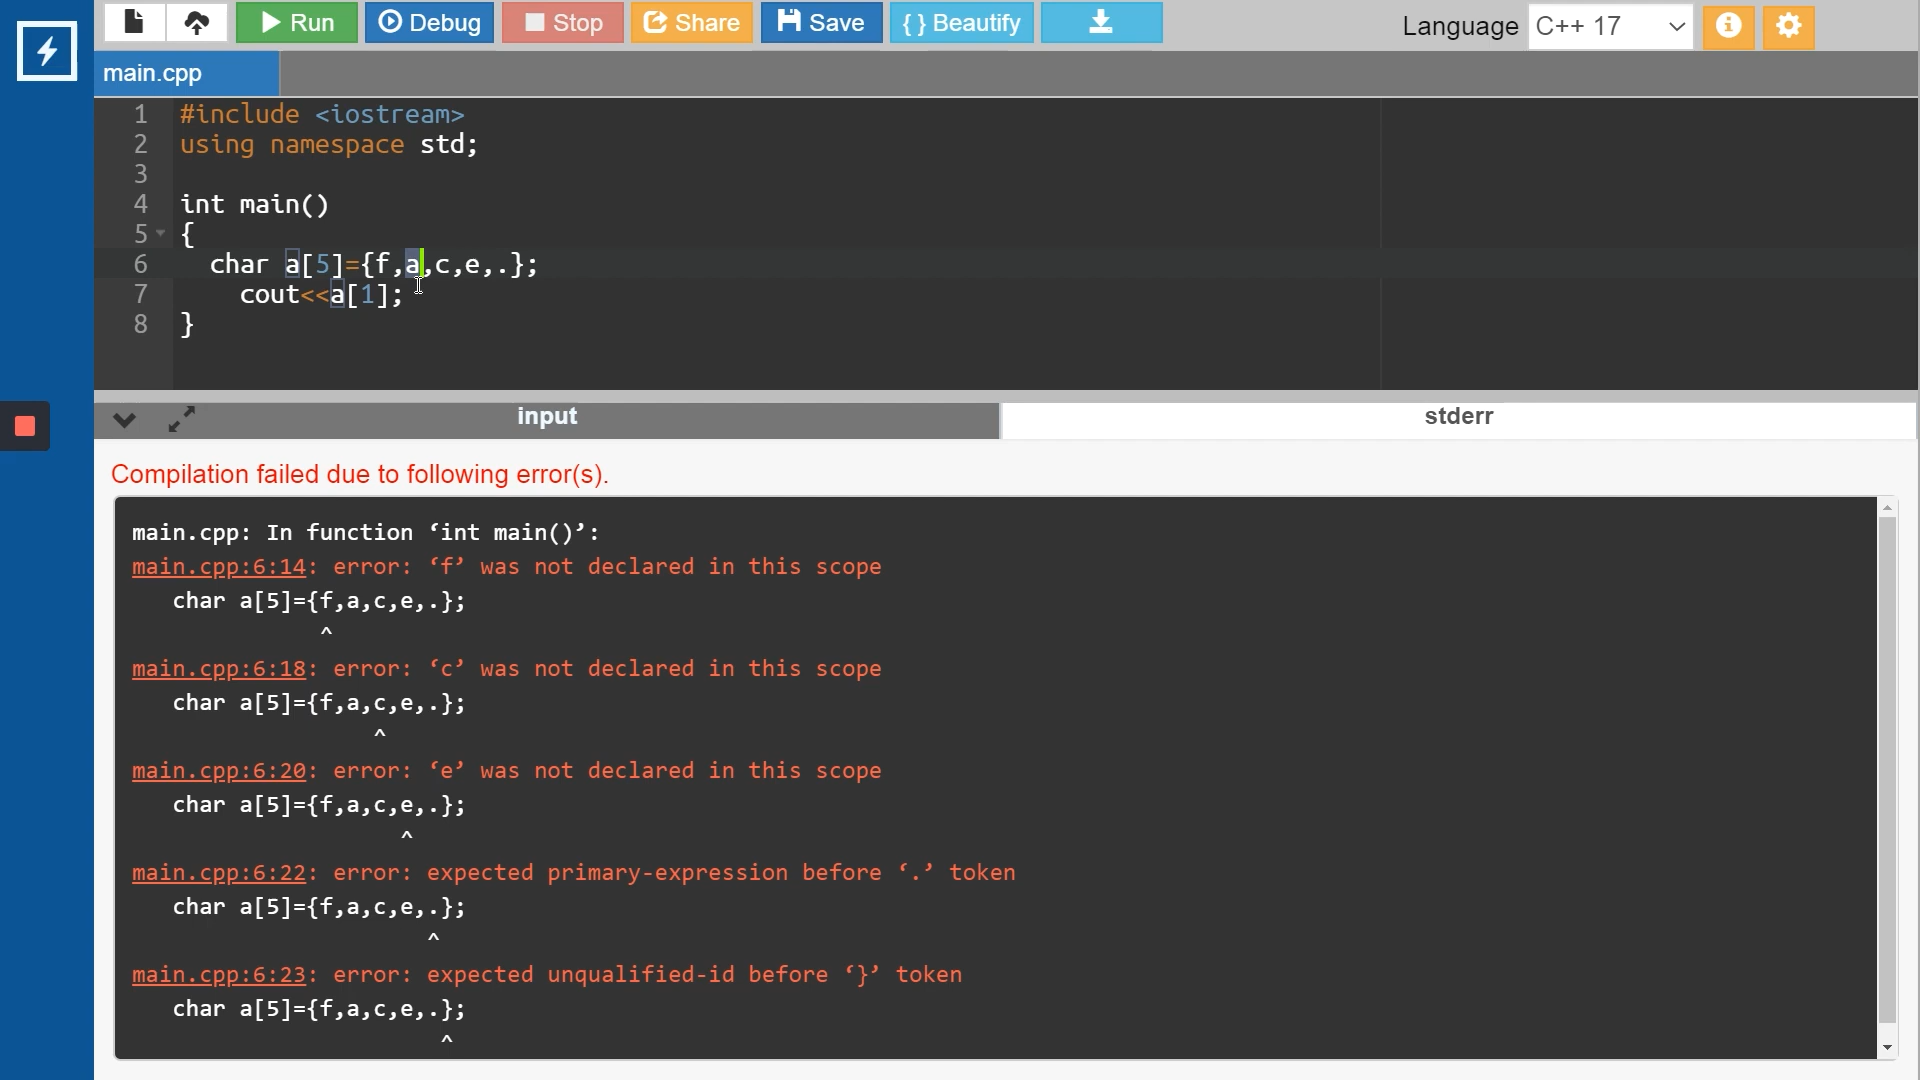 Run Debug Stop Share Save { } Beautify Language C++ 17
main.cpp
1 #include <iostream>
2 using namespace std;
3
4 int main()
5 {
6 char a[5]={f,a,c,e,.};
7 cout<<a[1];
8 }
input stderr
Compilation failed due to following error(s).
main.cpp: In function ‘int main()’:
main.cpp:6:14: error: ‘f’ was not declared in this scope
char a[5]={f,a,c,e,.};
^
main.cpp:6:18: error: ‘c’ was not declared in this scope
char a[5]={f,a,c,e,.};
^
main.cpp:6:20: error: ‘e’ was not declared in this scope
char a[5]={f,a,c,e,.};
^
main.cpp:6:22: error: expected primary-expression before ‘.’ token
char a[5]={f,a,c,e,.};
^
main.cpp:6:23: error: expected unqualified-id before ‘}’ token
char a[5]={f,a,c,e,.};
^